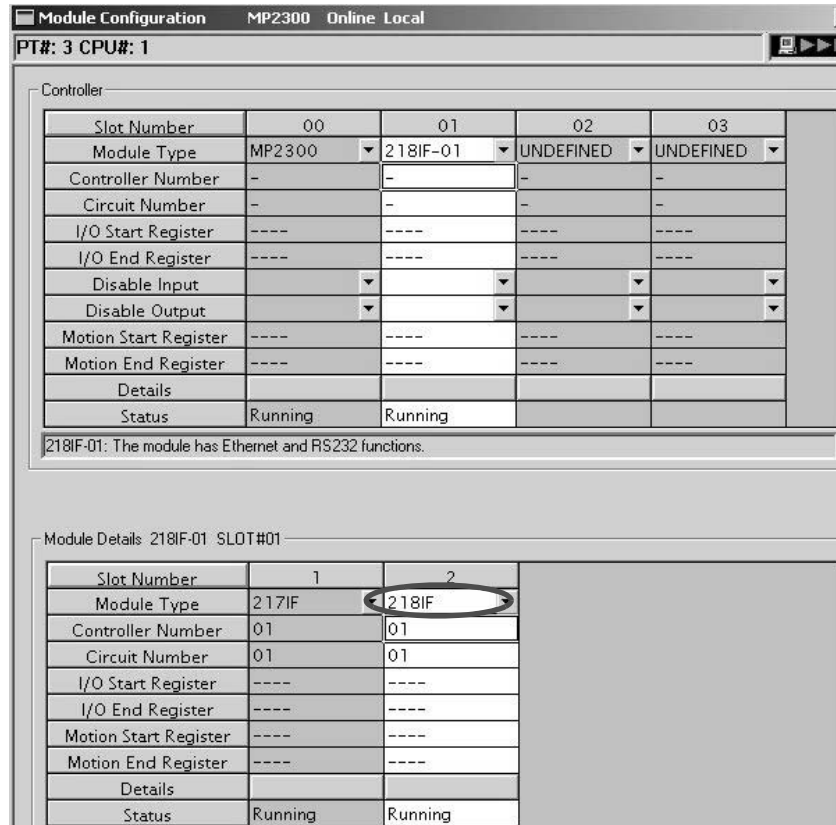 Module Configuration MP2300 Online Local
PT#: 3 CPU#: 1
Controller
Slot Number 00 01 02 03
Module Type MP2300 218IF-01 UNDEFINED UNDEFINED
Controller Number - - - -
Circuit Number - - - -
I/O Start Register ---- ---- ---- ----
I/O End Register ---- ---- ---- ----
Disable Input
Disable Output
Motion Start Register ---- ---- ---- ----
Motion End Register ---- ---- ---- ----
Details
Status Running Running
218IF-01: The module has Ethernet and RS232 functions.
Module Details 218IF-01 SLOT#01
Slot Number 1 2
Module Type 217IF 218IF
Controller Number 01 01
Circuit Number 01 01
I/O Start Register ---- ----
I/O End Register ---- ----
Motion Start Register ---- ----
Motion End Register ---- ----
Details
Status Running Running